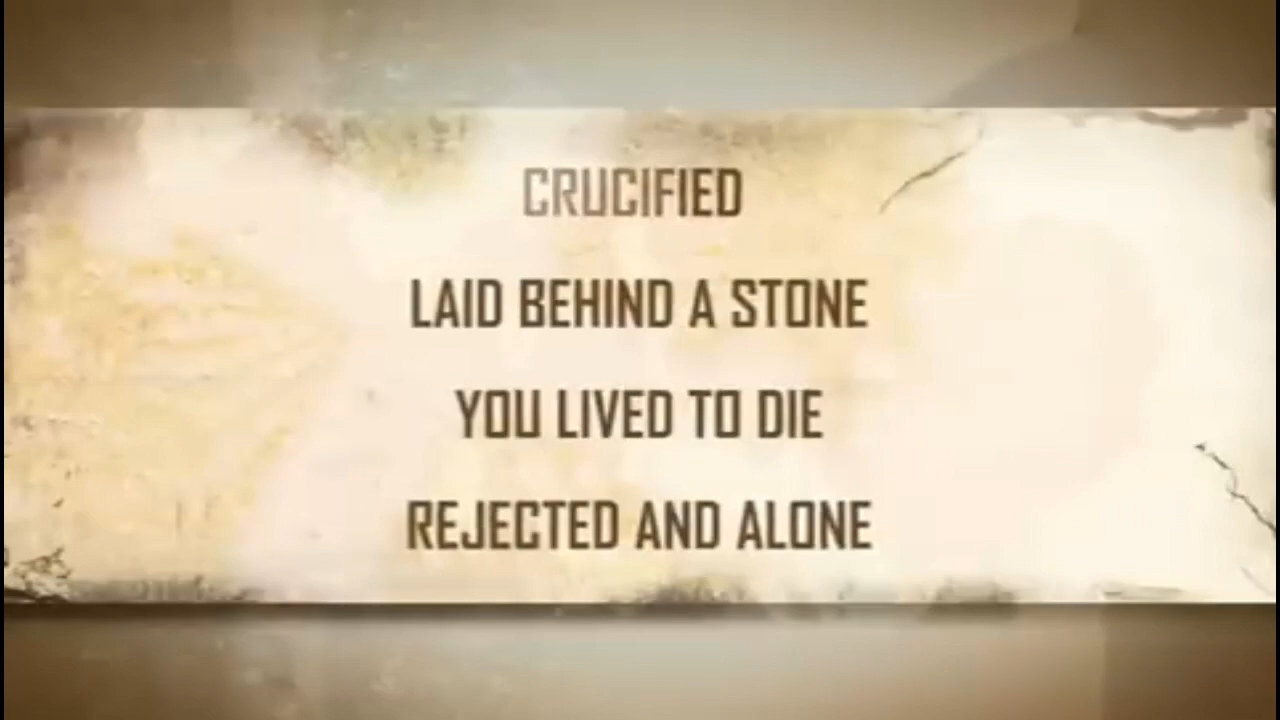 CRUCIFIED
LAID BEHIND A STONE
YOU LIVED TO DIE
REJECTED AND ALONE